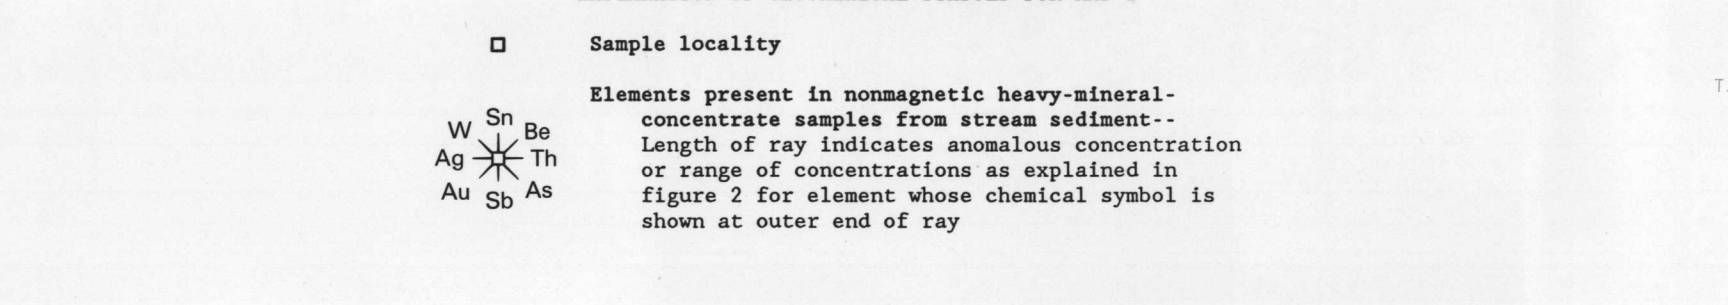 Sample locality
Elements present in nonmagnetic heavy-mineral-
concentrate samples from stream sediment--
Length of ray indicates anomalous concentration
or range of concentrations as explained in
figure 2 for element whose chemical symbol is
shown at outer end of ray
Sn
W Be
Ag Th
Au As
Sb
T.